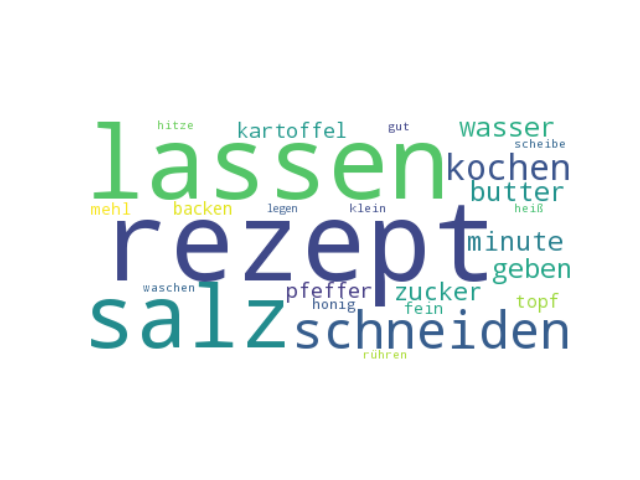 hitze
kartoffel
gut
wasser
scheibe
lassen
kochen
butter
mehl
backen
legen
klein
heiß
rezept
minute
geben
waschen
pfeffer
zucker
honig
fein
topf
salz
schneiden
rühren